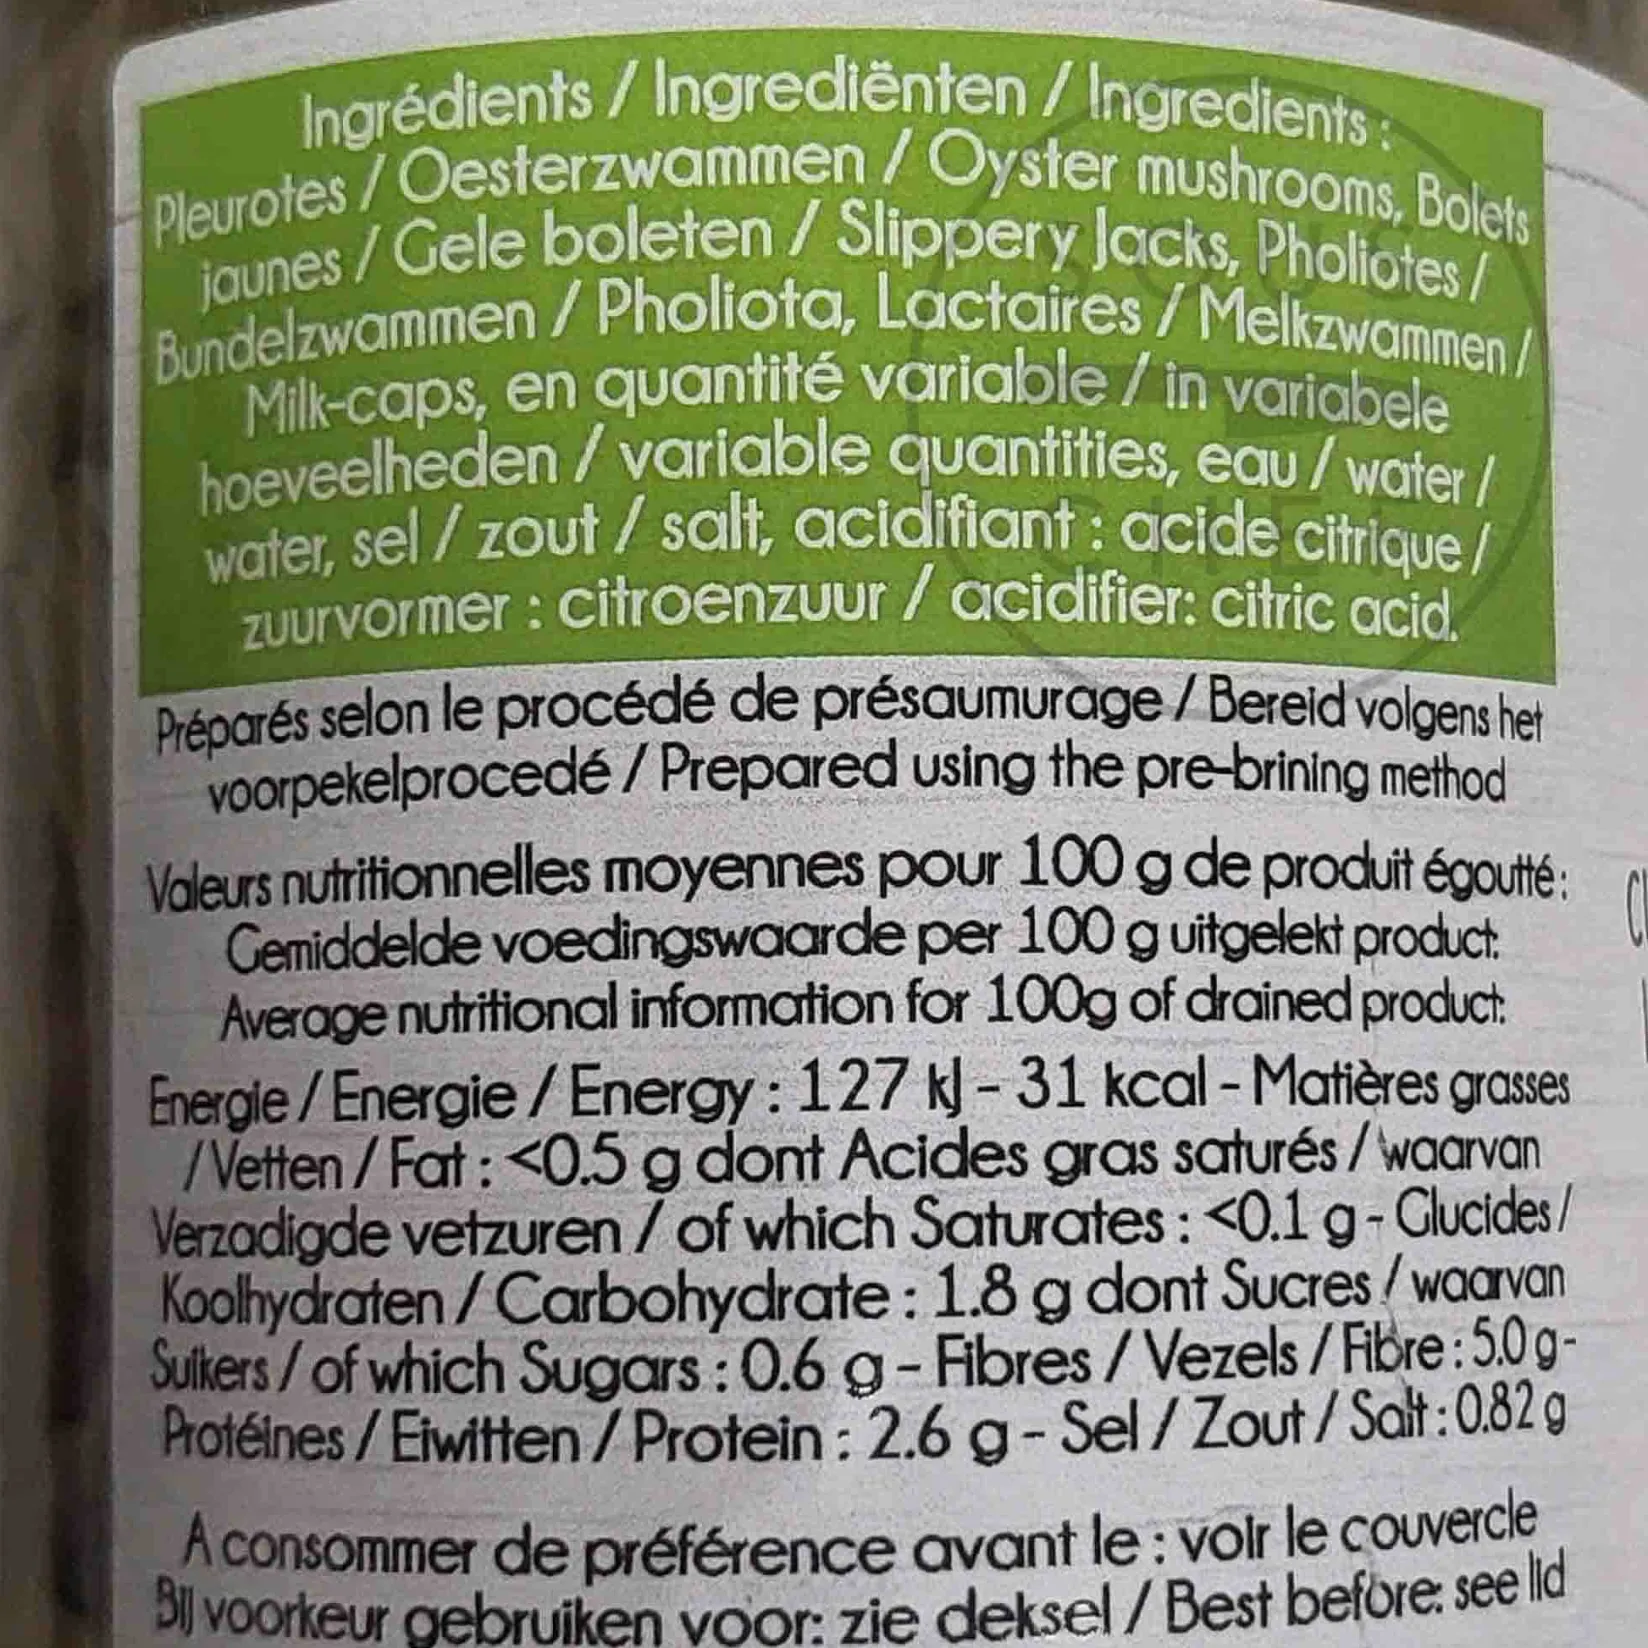 Ingrédients / Ingrediënten / Ingredients :
Pleurotes / Oesterzwammen / Oyster mushrooms, Bolets
jaunes / Gele boleten / Slippery Jacks, Pholiotes /
Bundelzwammen / Pholiota, Lactaires / Melkzwammen /
Milk-caps, en quantité variable / in variabele
hoeveelheden / variable quantities, eau / water /
water, sel / zout / salt, acidifiant : acide citrique /
zuurvormer : citroenzuur / acidifier: citric acid.
Préparés selon le procédé de présaumurage / Bereid volgens het
voorpekelprocedé / Prepared using the pre-brining method
Valeurs nutritionnelles moyennes pour 100 g de produit égoutté:
Gemiddelde voedingswaarde per 100 g uitgelekt product:
Average nutritional information for 100g of drained product:
Energie / Energie / Energy : 127 kJ - 31 kcal - Matières grasses
/ Vetten / Fat : <0.5 g dont Acides gras saturés / waarvan
Verzadigde vetzuren / of which Saturates : <0.1 g - Glucides /
Koolhydraten / Carbohydrate : 1.8 g dont Sucres / waarvan
Suikers / of which Sugars : 0.6 g - Fibres / Vezels / Fibre : 5.0 g -
Protéines / Eiwitten / Protein : 2.6 g - Sel / Zout / Salt : 0.82 g
A consommer de préférence avant le : voir le couvercle
Bij voorkeur gebruiken voor: zie deksel / Best before: see lid